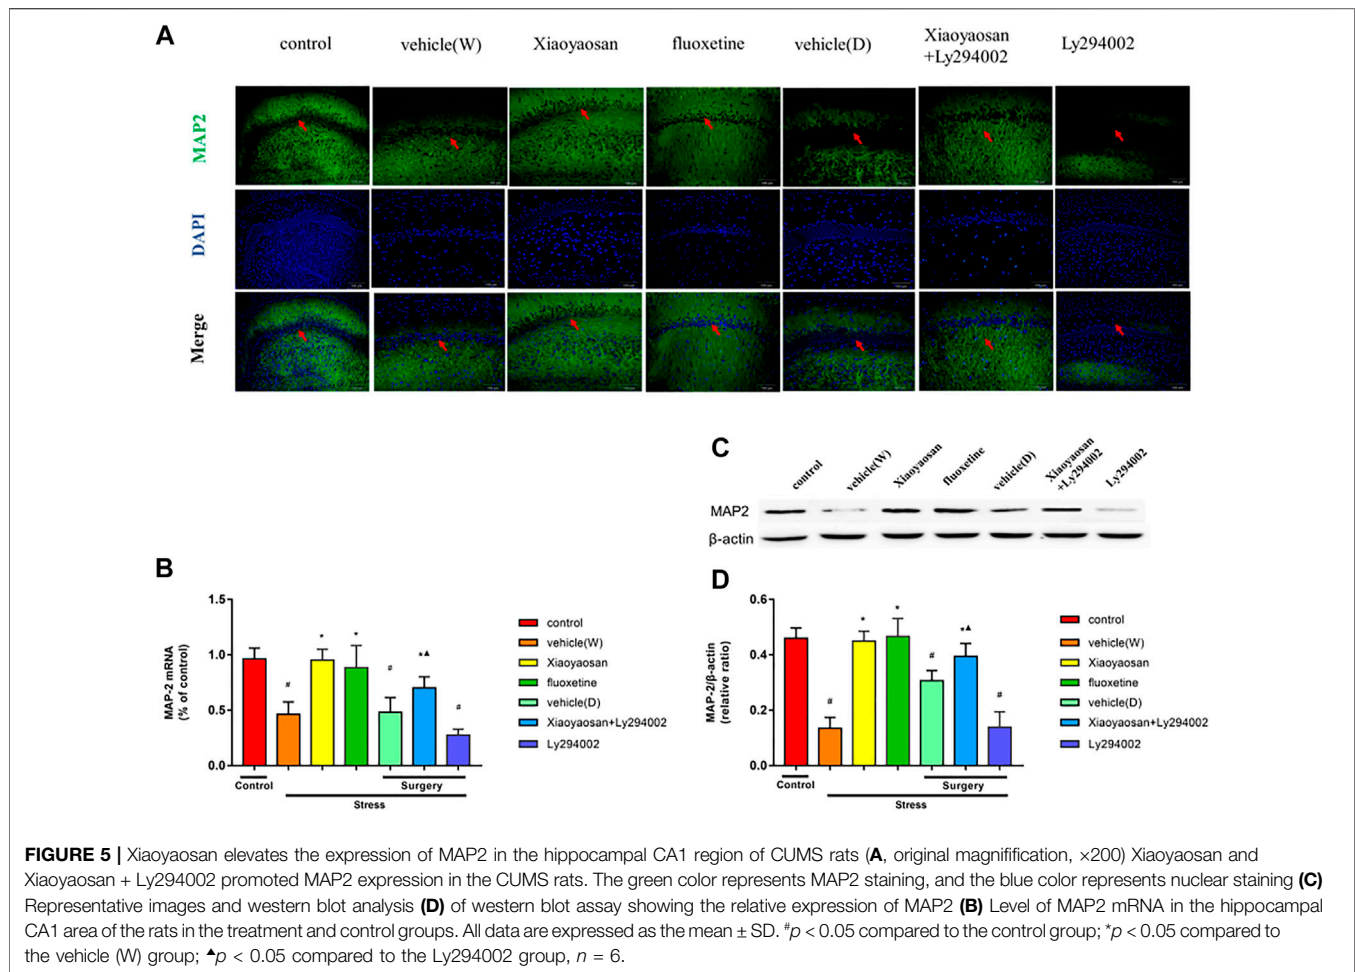 A
control vehicle(W) Xiaoyaosan fluoxetine vehicle(D) Xiaoyaosan +Ly294002 Ly294002
MAP2
DAPI
Merge
C
control vehicle(W) Xiaoyaosan fluoxetine vehicle(D) Xiaoyaosan +Ly294002 Ly294002
MAP2
β-actin
B
MAP-2 mRNA
(% of control)
1.5
1.0
0.5
0.0
# * * # *▲ #
Control
Surgery
Stress
control
vehicle(W)
Xiaoyaosan
fluoxetine
vehicle(D)
Xiaoyaosan+Ly294002
Ly294002
D
MAP-2/β-actin
(relative ratio)
0.6
0.4
0.2
0.0
# * * # *▲ #
Control
Surgery
Stress
control
vehicle(W)
Xiaoyaosan
fluoxetine
vehicle(D)
Xiaoyaosan+Ly294002
Ly294002
FIGURE 5 | Xiaoyaosan elevates the expression of MAP2 in the hippocampal CA1 region of CUMS rats (A, original magnifification, ×200) Xiaoyaosan and
Xiaoyaosan + Ly294002 promoted MAP2 expression in the CUMS rats. The green color represents MAP2 staining, and the blue color represents nuclear staining (C)
Representative images and western blot analysis (D) of western blot assay showing the relative expression of MAP2 (B) Level of MAP2 mRNA in the hippocampal
CA1 area of the rats in the treatment and control groups. All data are expressed as the mean ± SD. #p < 0.05 compared to the control group; *p < 0.05 compared to
the vehicle (W) group; ▲p < 0.05 compared to the Ly294002 group, n = 6.